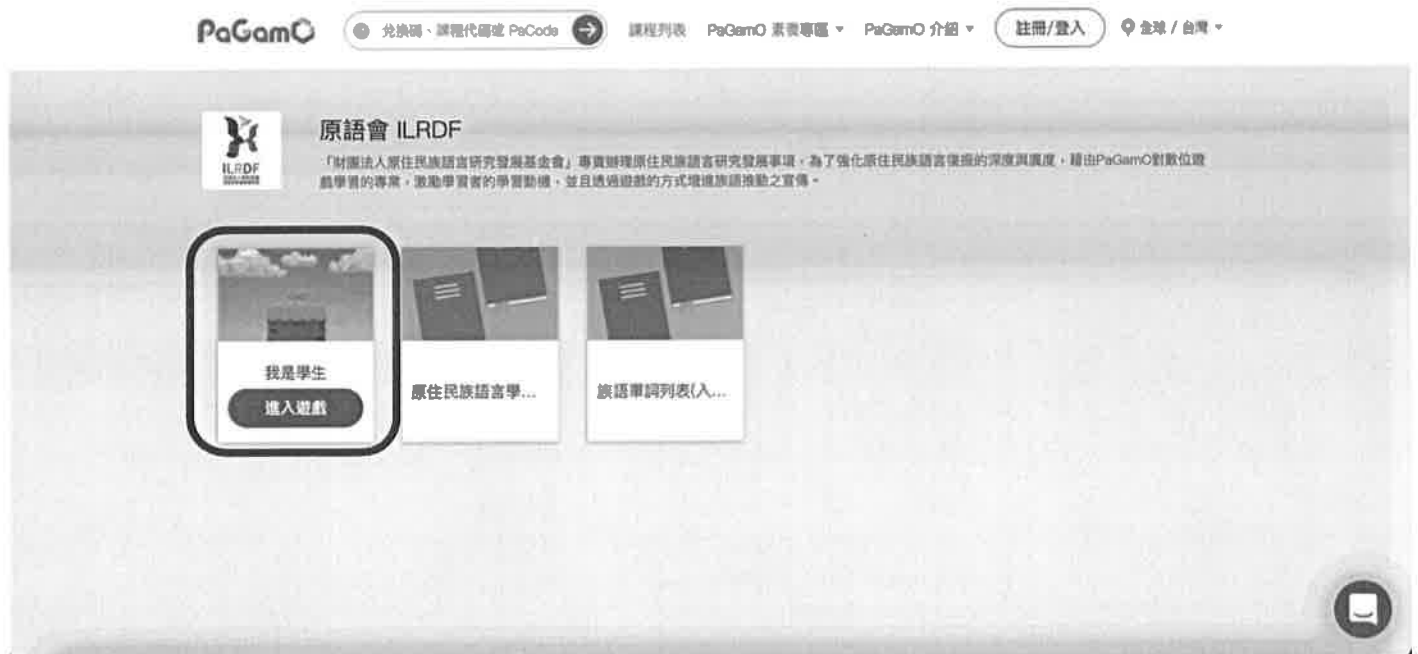 PaGamO
兌換碼、課程代碼或 PaCode
課程列表
PaGamO 素養專區
PaGamO 介紹
註冊/登入
全球 / 台灣
原語會 ILRDF
ILRDF
「財團法人原住民族語言研究發展基金會」專責辦理原住民族語言研究發展事項,為了強化原住民族語言復振的深度與廣度,藉由PaGamO對數位遊
戲學習的專業,激勵學習者的學習動機,並且透過遊戲的方式增進族語推動之宣傳。
我是學生
進入遊戲
原住民族語言學...
族語單詞列表(入...